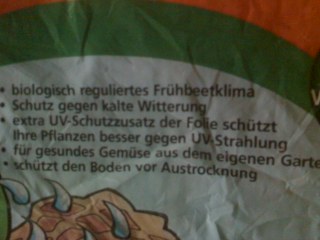 • biologisch reguliertes Frühbeetklima
• Schutz gegen kalte Witterung
• extra UV-Schutzzusatz der Folie schützt
Ihre Pflanzen besser gegen UV-Strahlung
• für gesundes Gemüse aus dem eigenen Garte
• schützt den Boden vor Austrocknung